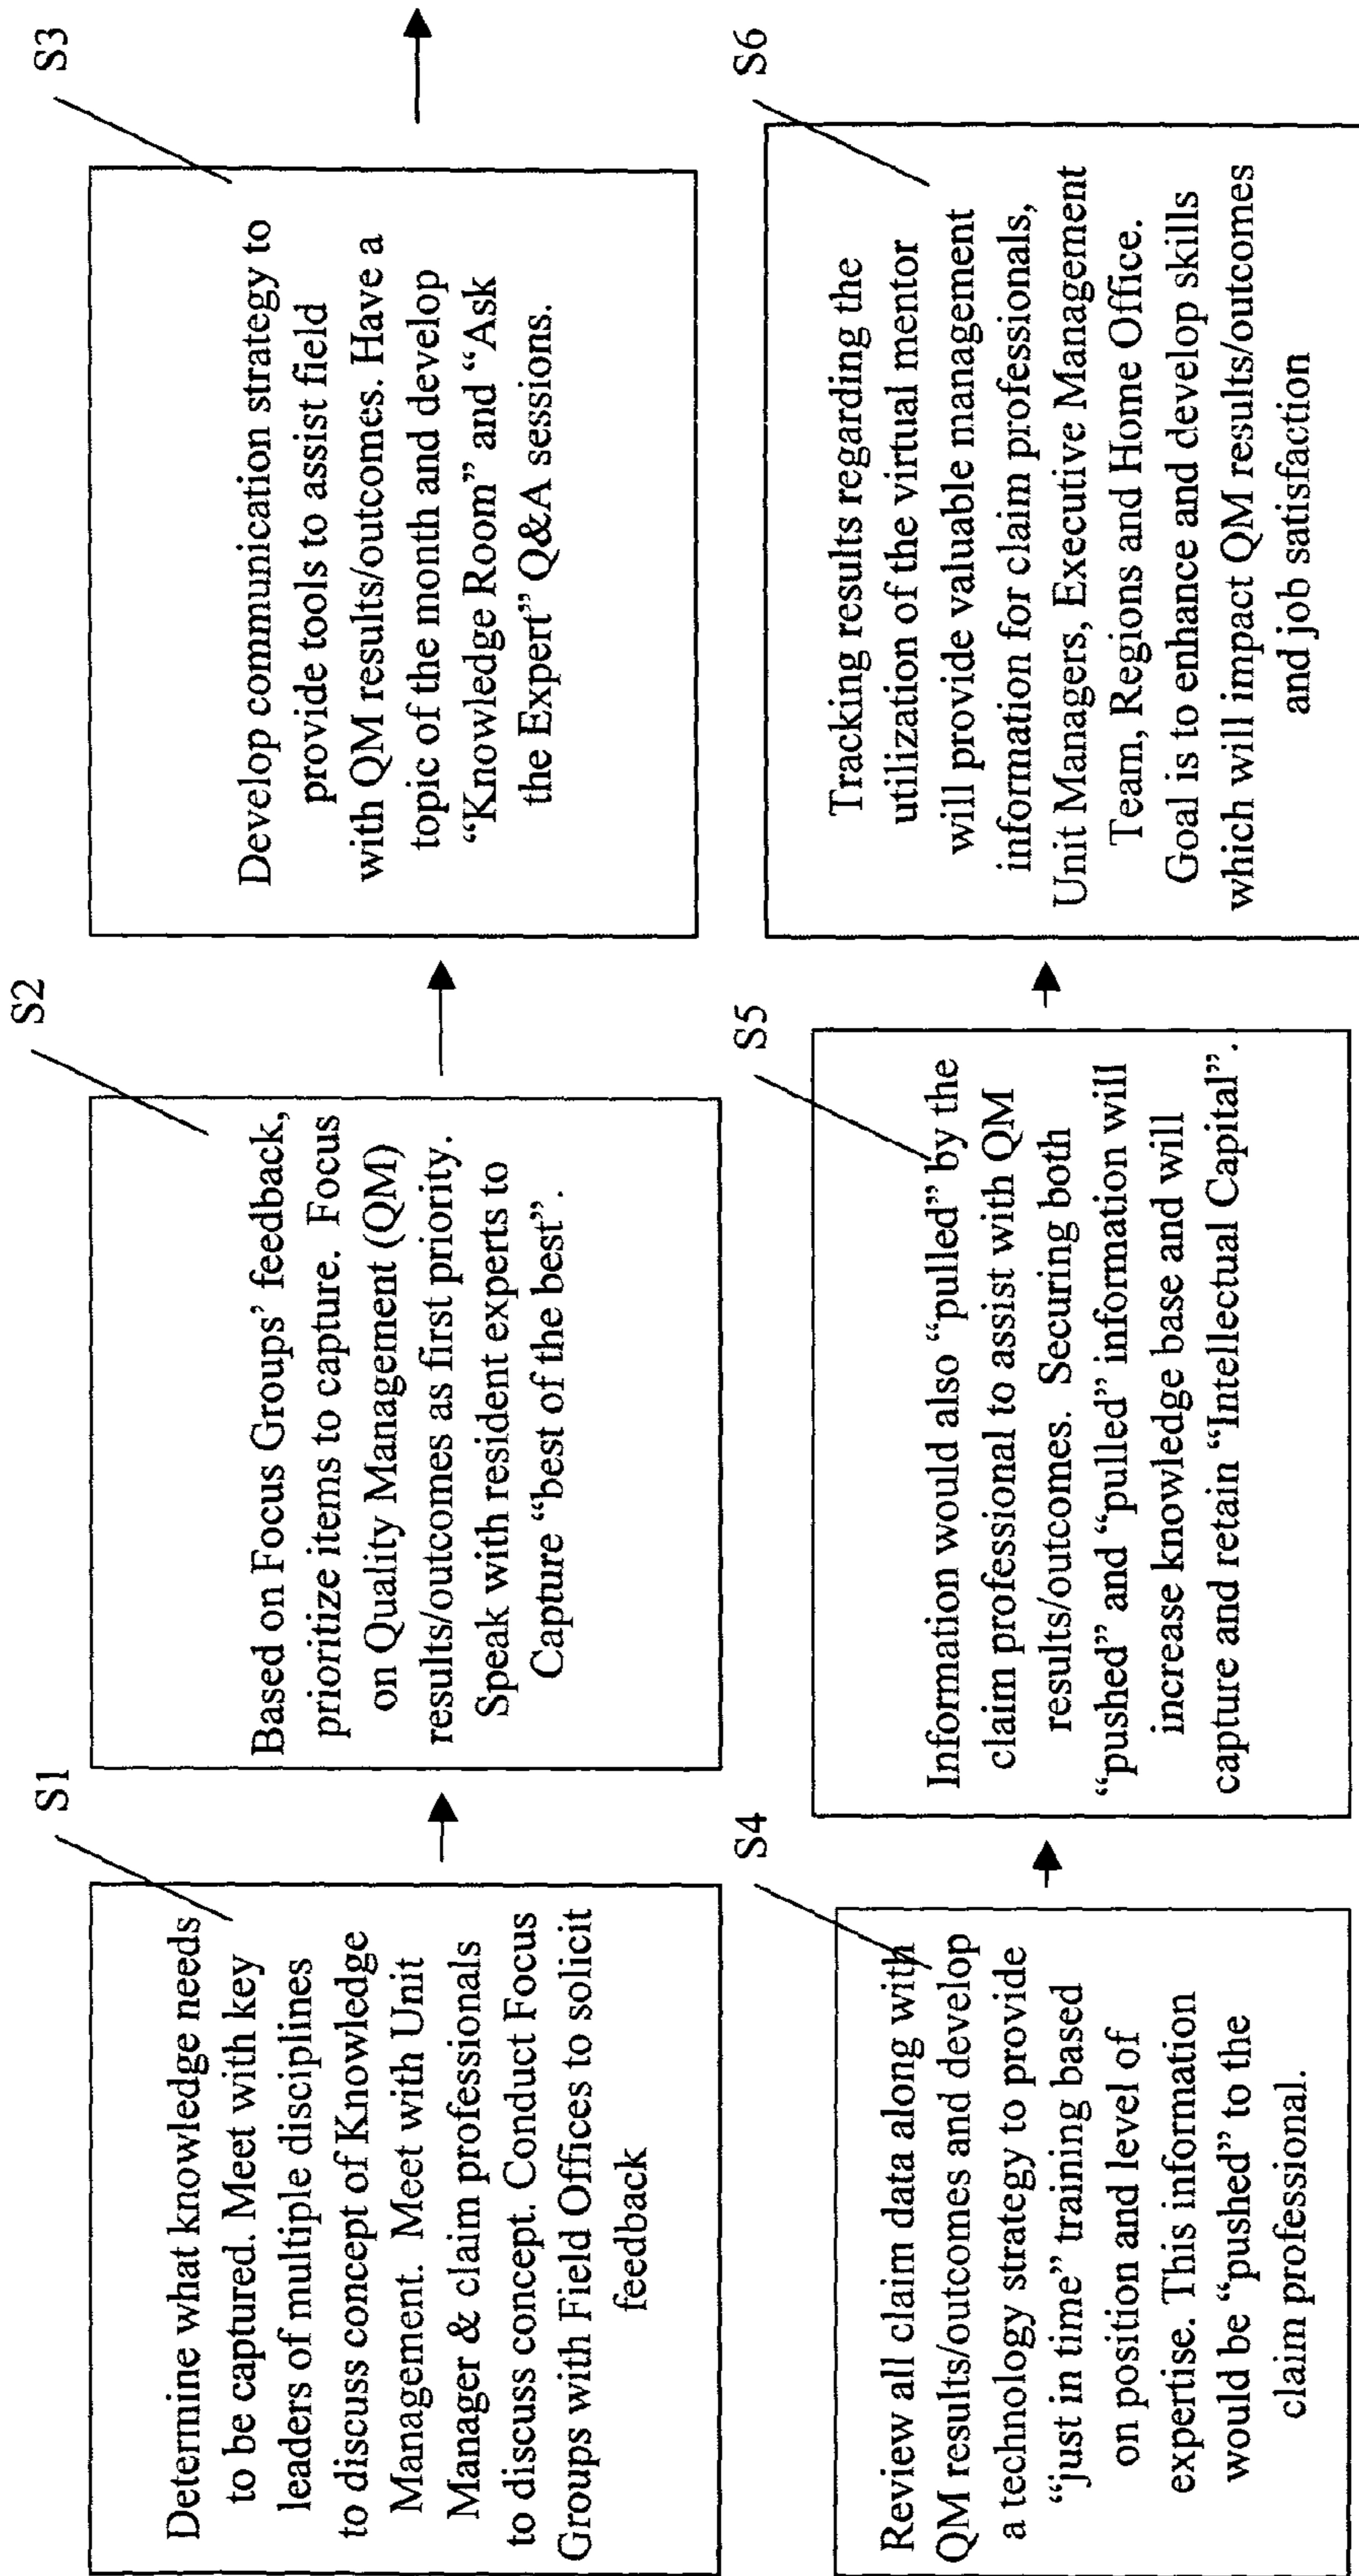 S1
Determine what knowledge needs
to be captured. Meet with key
leaders of multiple disciplines
to discuss concept of Knowledge
Management. Meet with Unit
Manager & claim professionals
to discuss concept. Conduct Focus
Groups with Field Offices to solicit
feedback
S2
Based on Focus Groups’ feedback,
prioritize items to capture. Focus
on Quality Management (QM)
results/outcomes as first priority.
Speak with resident experts to
Capture “best of the best”.
S3
Develop communication strategy to
provide tools to assist field
with QM results/outcomes. Have a
topic of the month and develop
“Knowledge Room” and “Ask
the Expert” Q&A sessions.
S4
Review all claim data along with
QM results/outcomes and develop
a technology strategy to provide
“just in time” training based
on position and level of
expertise. This information
would be “pushed” to the
claim professional.
S5
Information would also “pulled” by the
claim professional to assist with QM
results/outcomes. Securing both
“pushed” and “pulled” information will
increase knowledge base and will
capture and retain “Intellectual Capital”.
S6
Tracking results regarding the
utilization of the virtual mentor
will provide valuable management
information for claim professionals,
Unit Managers, Executive Management
Team, Regions and Home Office.
Goal is to enhance and develop skills
which will impact QM results/outcomes
and job satisfaction